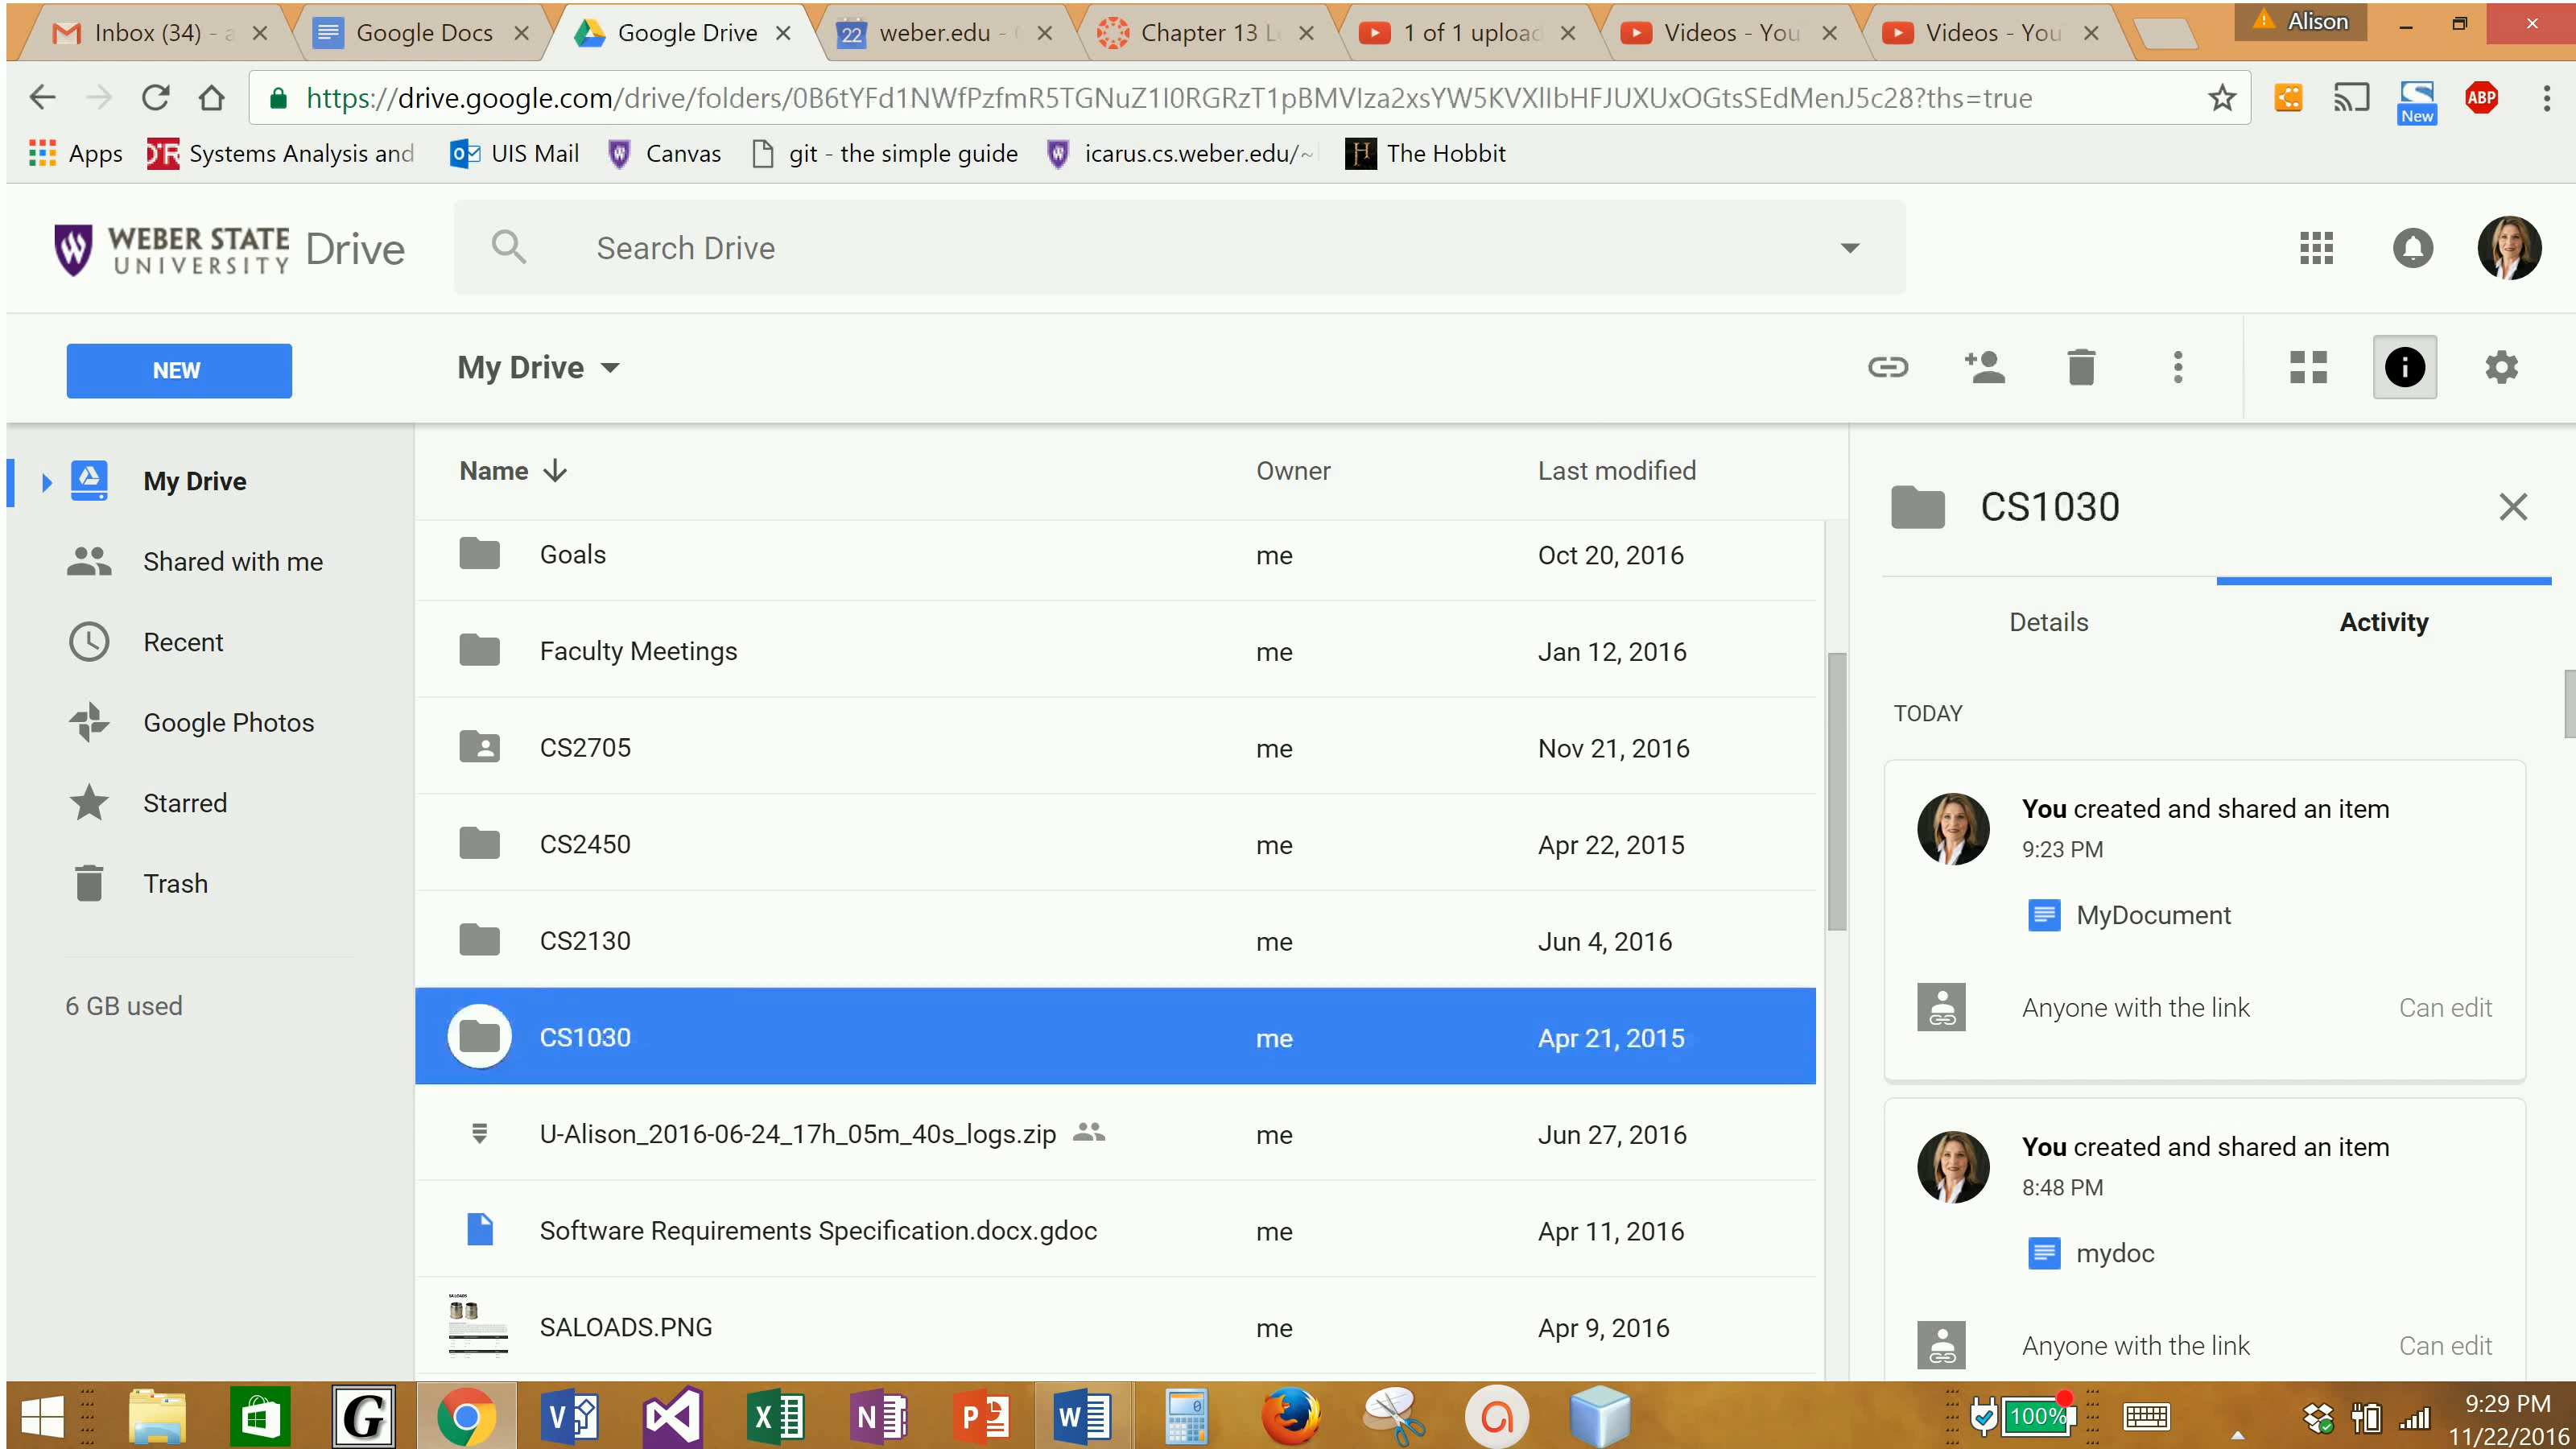 Inbox (34) - a
Google Docs
Google Drive
22 weber.edu -
Chapter 13 L
1 of 1 upload
Videos - You
Videos - You
Alison
https://drive.google.com/drive/folders/0B6tYFd1NWfPzfmR5TGNuZ1l0RGRzT1pBMVIza2xsYW5KVXlIbHFJUXUxOGtsSEdMenJ5c28?ths=true
New
ABP
Apps
Systems Analysis and
UIS Mail
Canvas
git - the simple guide
icarus.cs.weber.edu/~
The Hobbit
WEBER STATE
UNIVERSITY
Drive
Search Drive
NEW
My Drive
My Drive
Shared with me
Recent
Google Photos
Starred
Trash
6 GB used
Name Owner Last modified
Goals me Oct 20, 2016
Faculty Meetings me Jan 12, 2016
CS2705 me Nov 21, 2016
CS2450 me Apr 22, 2015
CS2130 me Jun 4, 2016
CS1030 me Apr 21, 2015
U-Alison_2016-06-24_17h_05m_40s_logs.zip me Jun 27, 2016
Software Requirements Specification.docx.gdoc me Apr 11, 2016
SALOADS.PNG me Apr 9, 2016
CS1030
Details Activity
TODAY
You created and shared an item
9:23 PM
MyDocument
Anyone with the link Can edit
You created and shared an item
8:48 PM
mydoc
Anyone with the link Can edit
100%
9:29 PM
11/22/2016